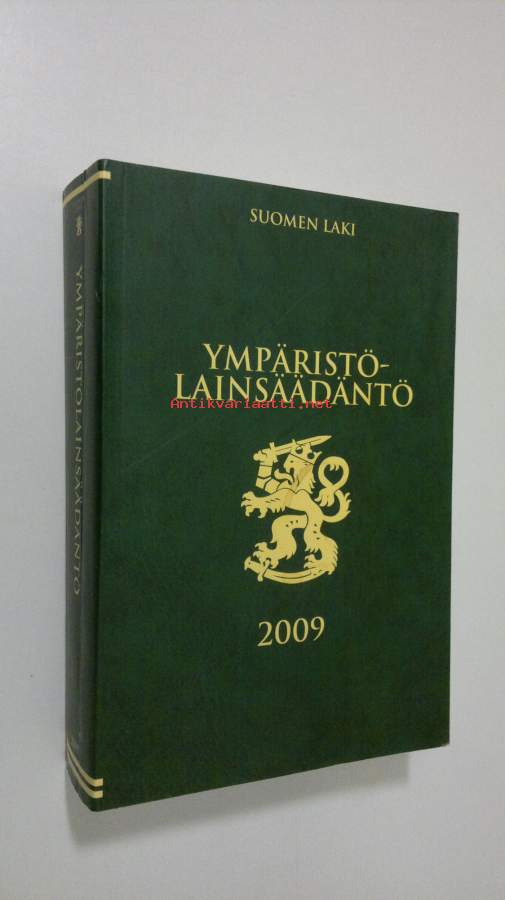 SUOMEN LAKI
YMPÄRISTÖ-
LAINSÄÄDÄNTÖ
Antikvariaatti.net
2009
YMPÄRISTÖLAINSÄÄDÄNTÖ